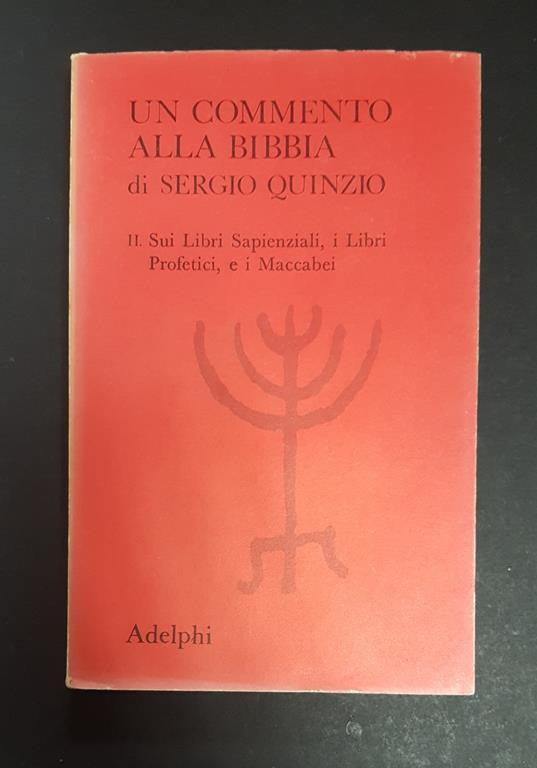 UN COMMENTO
ALLA BIBBIA
di SERGIO QUINZIO
II. Sui Libri Sapienziali, i Libri
Profetici, e i Maccabei
Adelphi